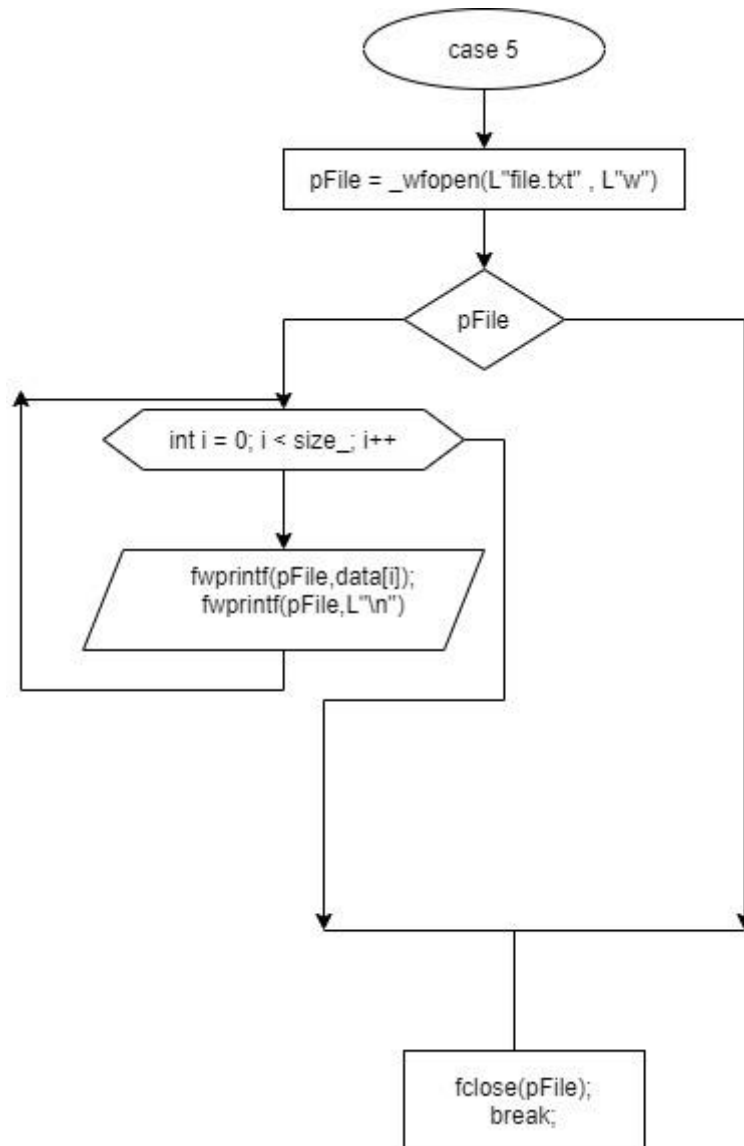 case 5
pFile = _wfopen(L"file.txt" , L"w")
pFile
int i = 0; i < size_; i++
fwprintf(pFile,data[i]);
fwprintf(pFile,L"\n")
fclose(pFile);
break;